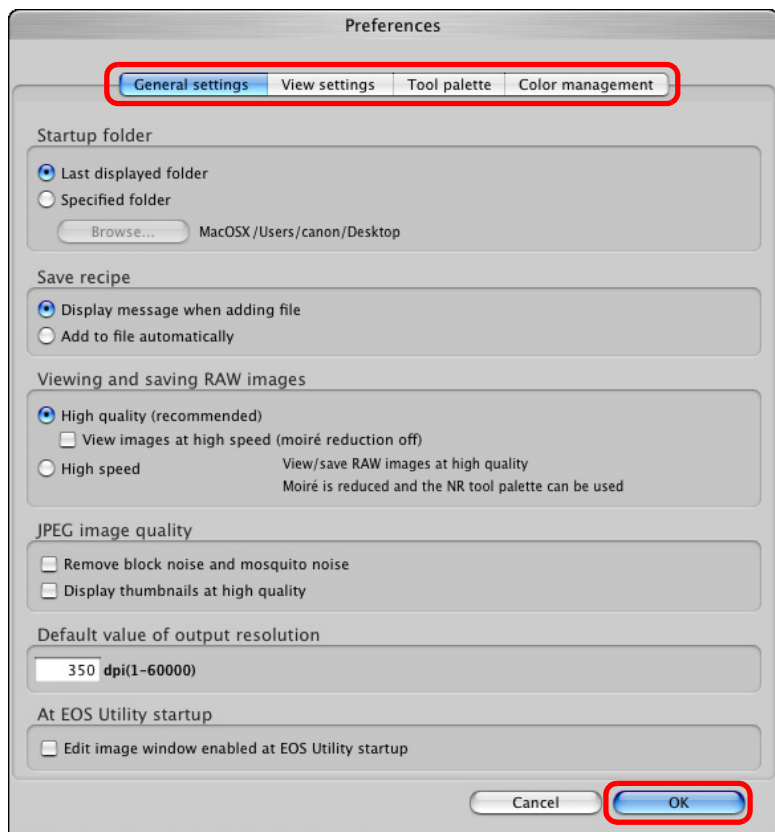 Preferences
General settings View settings Tool palette Color management
Startup folder
Last displayed folder
Specified folder
Browse... MacOSX/Users/canon/Desktop
Save recipe
Display message when adding file
Add to file automatically
Viewing and saving RAW images
High quality (recommended)
View images at high speed (moiré reduction off)
High speed View/save RAW images at high quality
Moiré is reduced and the NR tool palette can be used
JPEG image quality
Remove block noise and mosquito noise
Display thumbnails at high quality
Default value of output resolution
350 dpi(1-60000)
At EOS Utility startup
Edit image window enabled at EOS Utility startup
Cancel OK